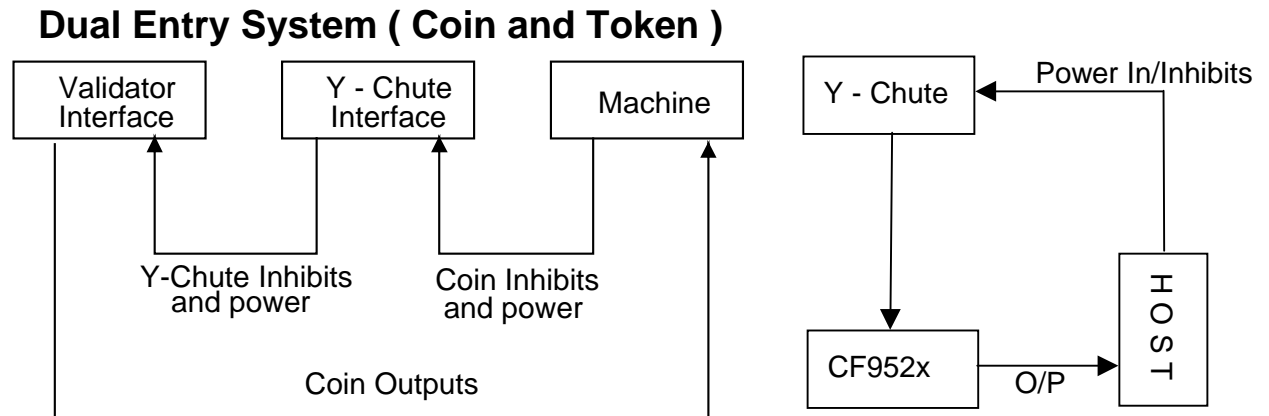 Dual Entry System ( Coin and Token )
Validator
Interface
Y - Chute
Interface
Machine
Y-Chute Inhibits
and power
Coin Inhibits
and power
Coin Outputs
Y - Chute
Power In/Inhibits
CF952x
O/P
HOST